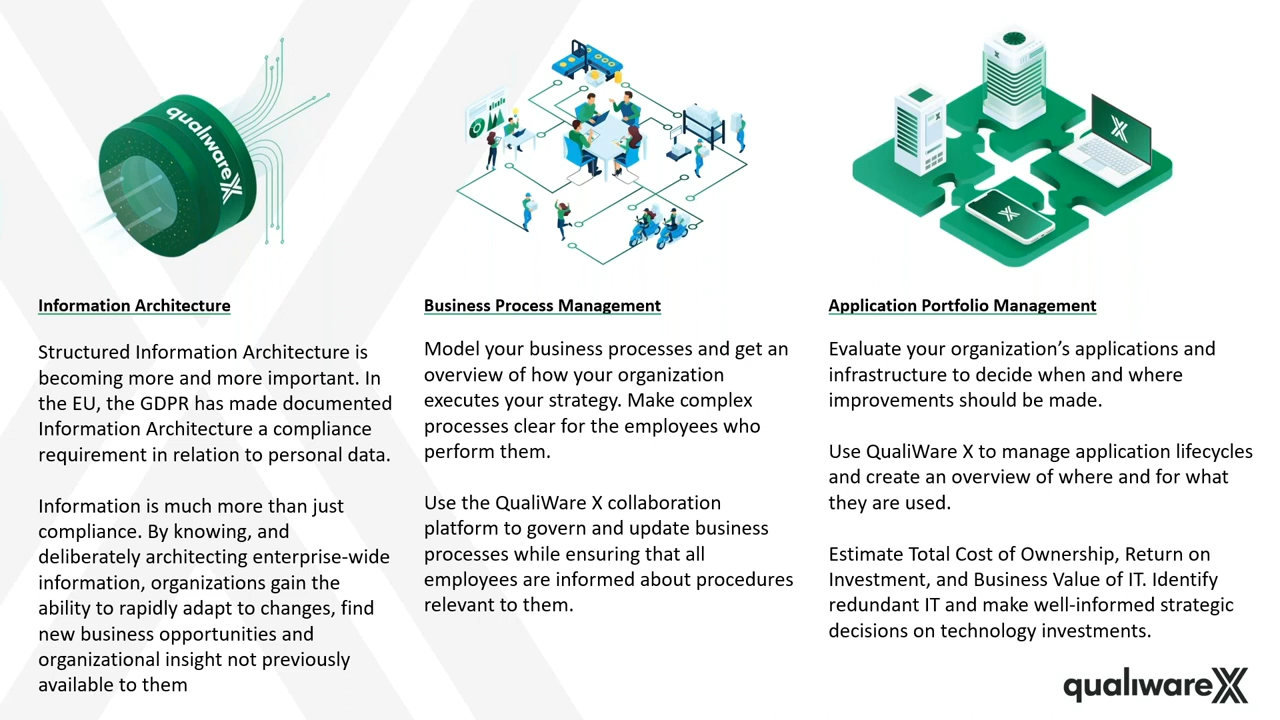 qualiwareX
Information Architecture
Structured Information Architecture is
becoming more and more important. In
the EU, the GDPR has made documented
Information Architecture a compliance
requirement in relation to personal data.
Information is much more than just
compliance. By knowing, and
deliberately architecting enterprise-wide
information, organizations gain the
ability to rapidly adapt to changes, find
new business opportunities and
organizational insight not previously
available to them
Business Process Management
Model your business processes and get an
overview of how your organization
executes your strategy. Make complex
processes clear for the employees who
perform them.
Use the QualiWare X collaboration
platform to govern and update business
processes while ensuring that all
employees are informed about procedures
relevant to them.
X
X
X
X
Application Portfolio Management
Evaluate your organization’s applications and
infrastructure to decide when and where
improvements should be made.
Use QualiWare X to manage application lifecycles
and create an overview of where and for what
they are used.
Estimate Total Cost of Ownership, Return on
Investment, and Business Value of IT. Identify
redundant IT and make well-informed strategic
decisions on technology investments.
qualiwareX